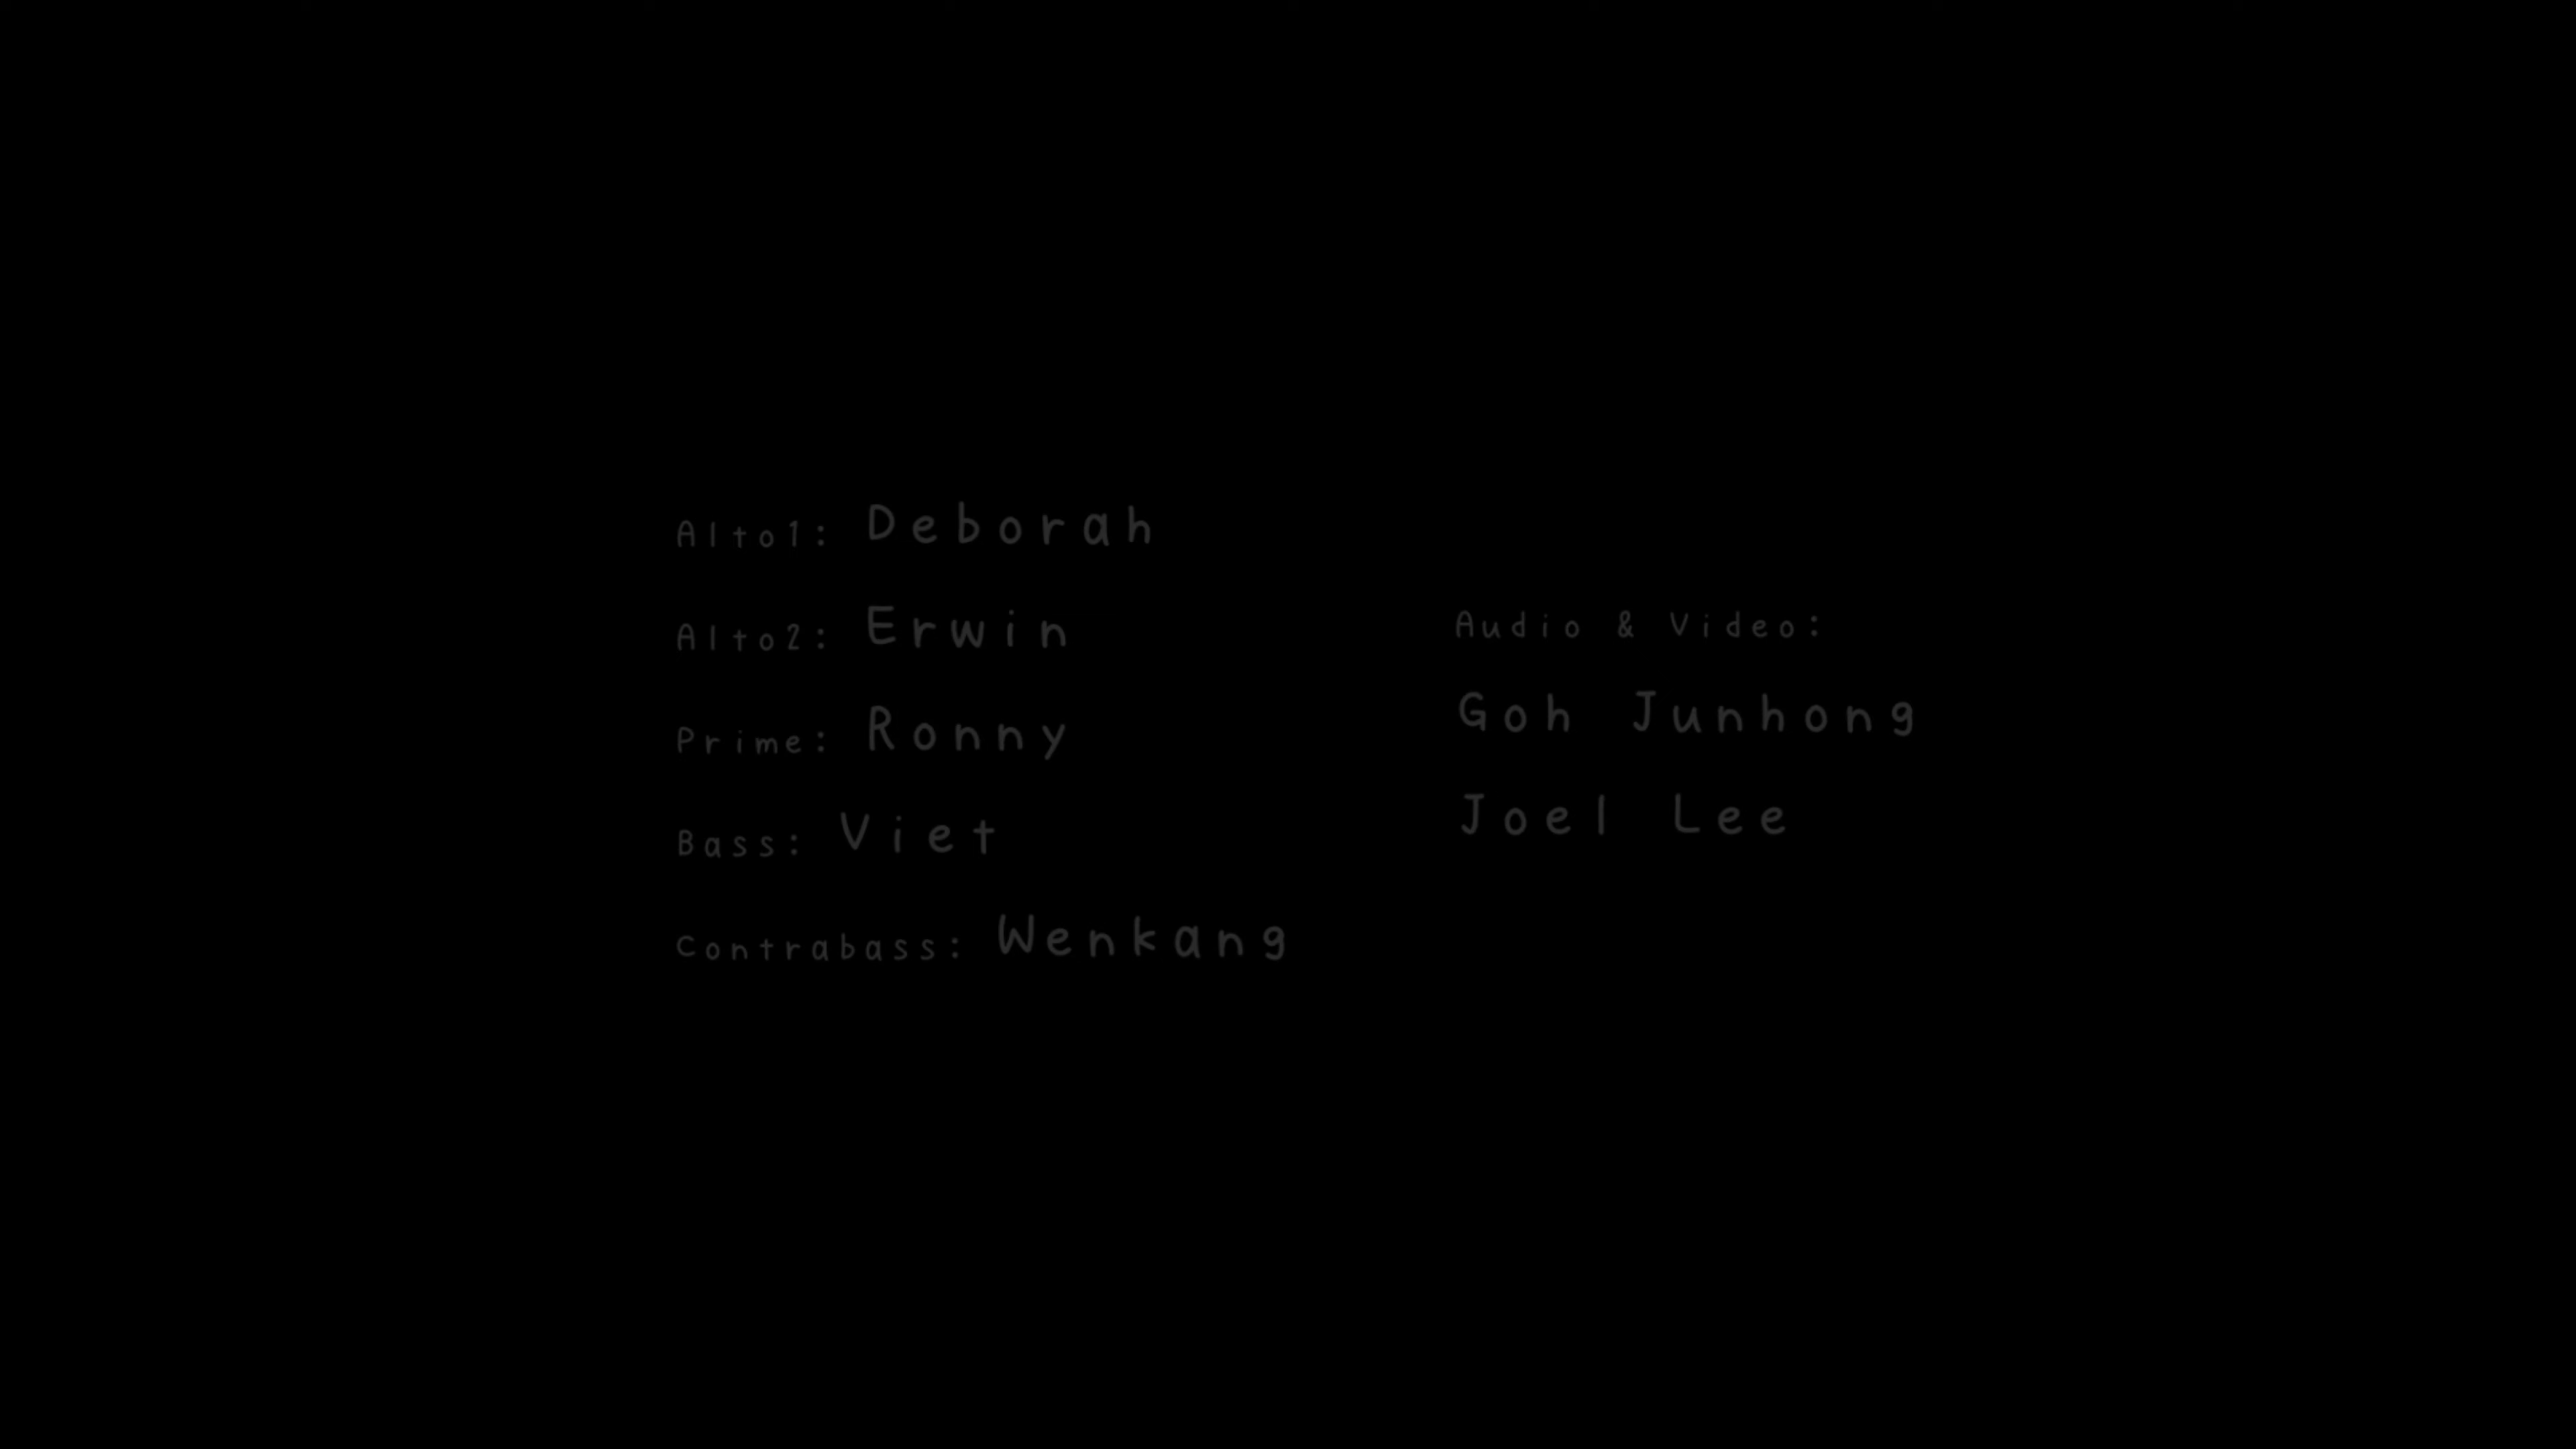 Alto1: Deborah
Alto2: Erwin
Prime: Ronny
Bass: Viet
Contrabass: Wenkang
Audio & Video:
Goh Junhong
Joel Lee